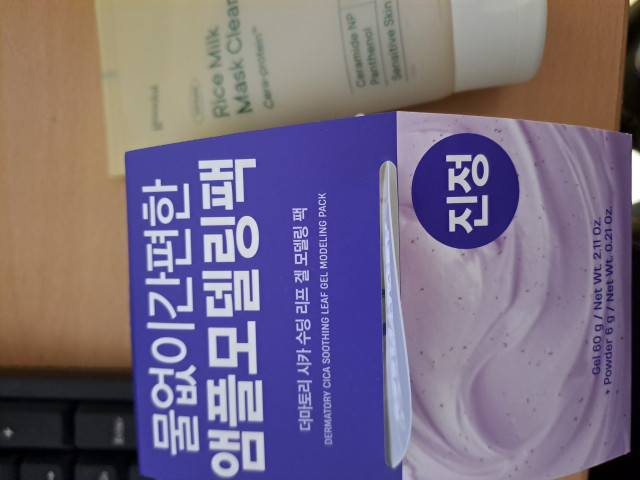 Rice Milk
Mask Clean
Ceramide NP
Panthenol
Sensitive Skin
물없이간편한
앰플모델링팩
더마토리 시카 수딩 리프 겔 모델링 팩
DERMATORY CICA SOOTHING LEAF GEL MODELING PACK
진정
Gel 60 g / Net Wt. 2.11 Oz.
+ Powder 6 g / Net Wt. 0.21 Oz.